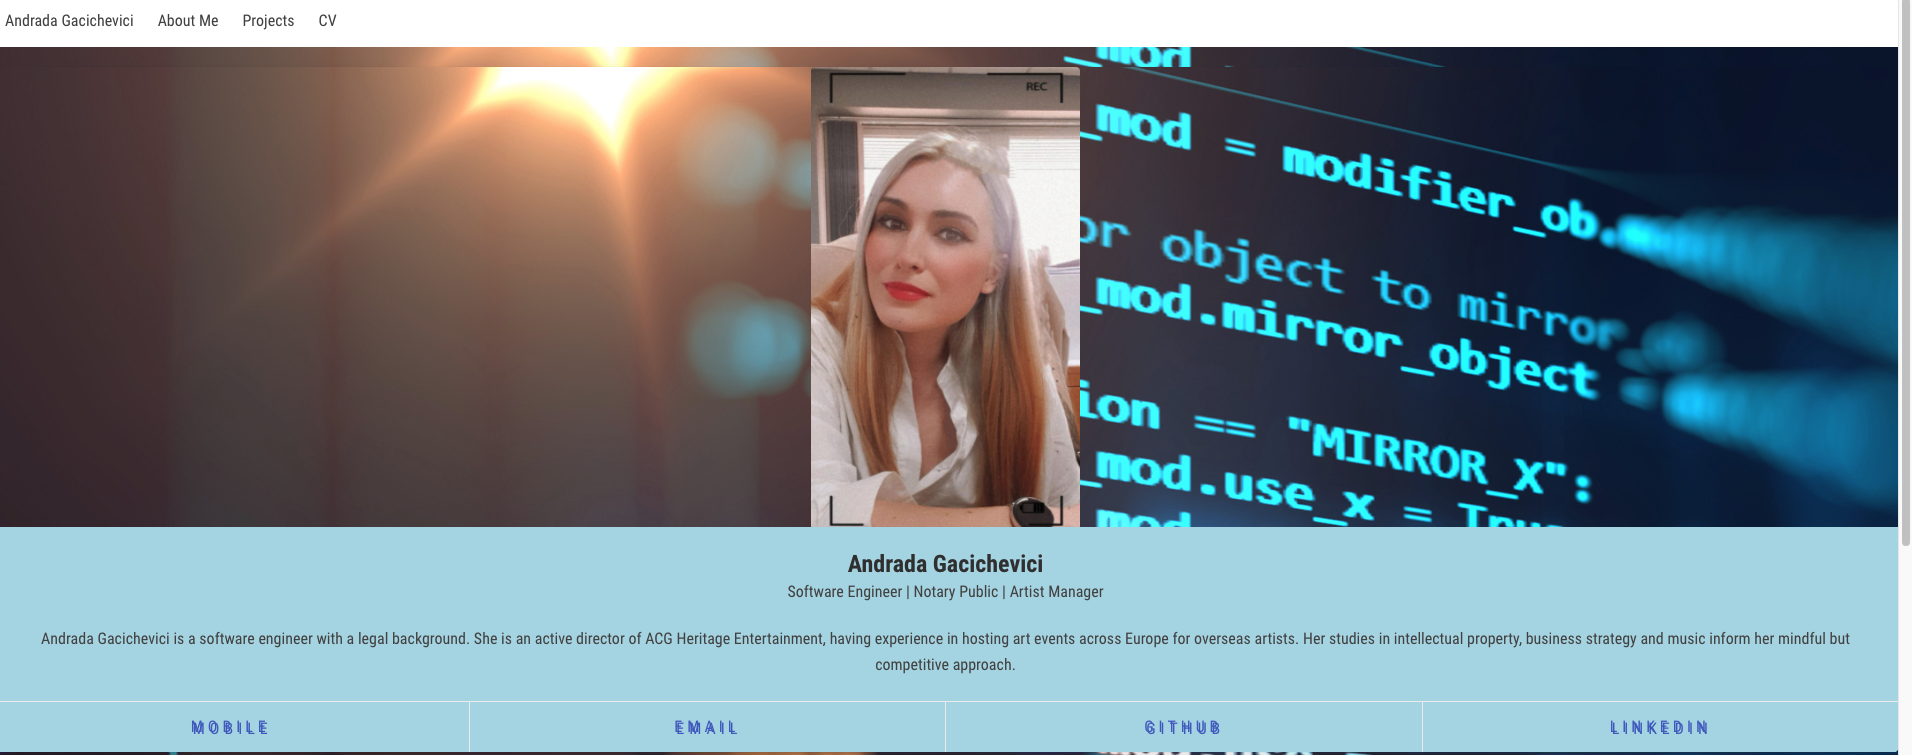 Andrada Gacichevici About Me Projects CV
_mod
REC
_mod = modifier_ob.
or object to mirror
_mod.mirror_object
ion == "MIRROR_X":
_mod.use_x = True
mod
Andrada Gacichevici
Software Engineer | Notary Public | Artist Manager
Andrada Gacichevici is a software engineer with a legal background. She is an active director of ACG Heritage Entertainment, having experience in hosting art events across Europe for overseas artists. Her studies in intellectual property, business strategy and music inform her mindful but
competitive approach.
MOBILE EMAIL GITHUB LINKEDIN